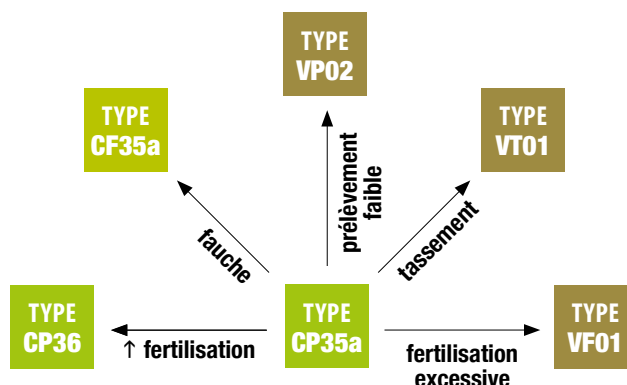 TYPE
VP02
TYPE
CF35a
TYPE
VT01
fauche
prélèvement
faible
tassement
TYPE
CP36
↑ fertilisation
TYPE
CP35a
fertilisation
excessive
TYPE
VF01